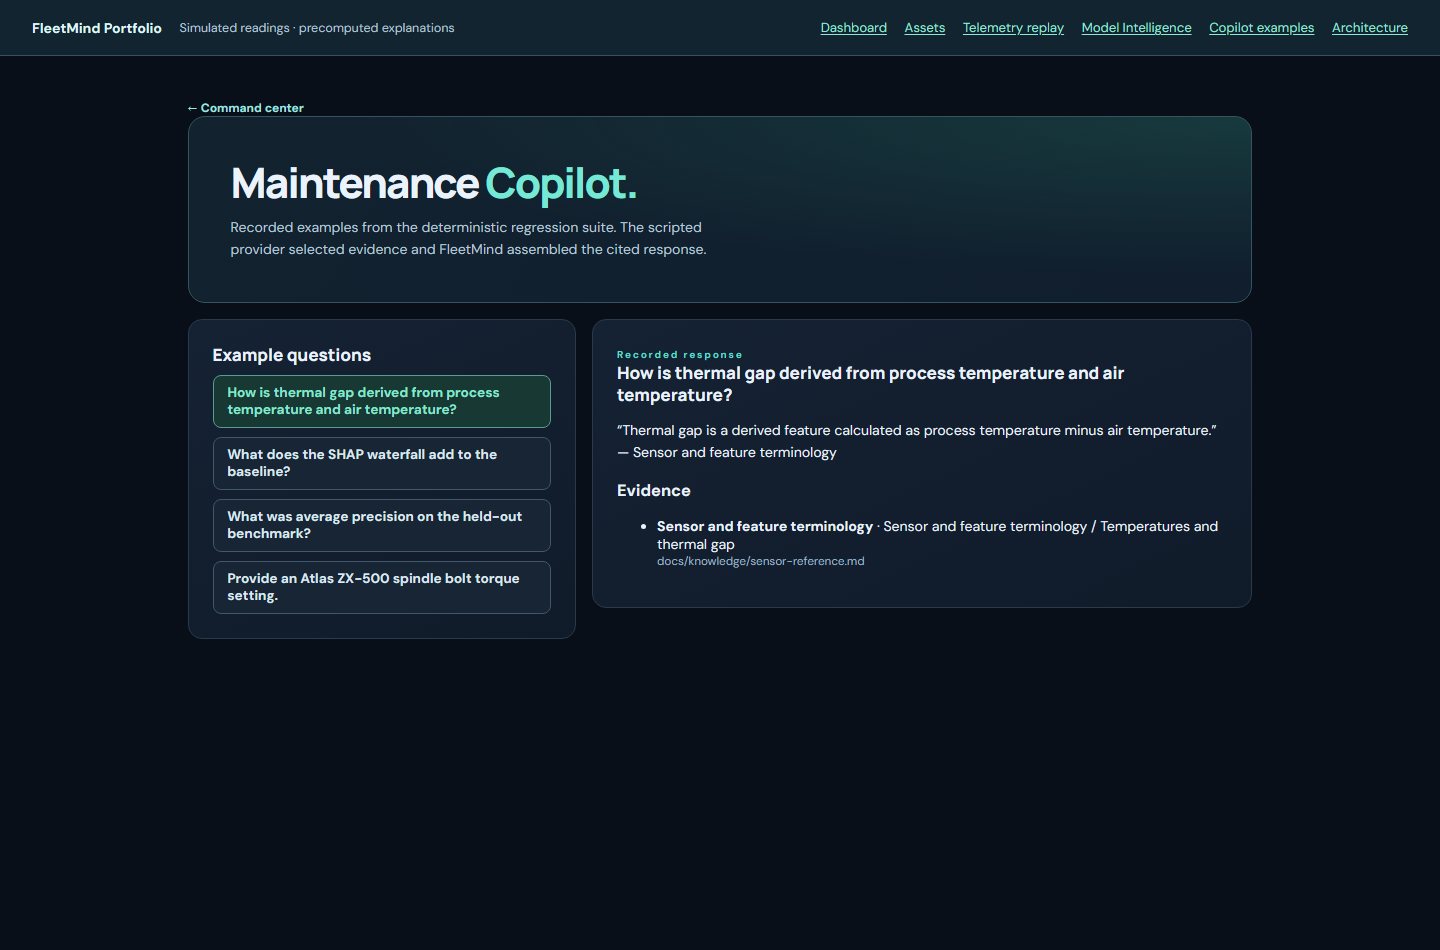 FleetMind Portfolio
Simulated readings · precomputed explanations
Dashboard
Assets
Telemetry replay
Model Intelligence
Copilot examples
Architecture
← Command center
Maintenance Copilot.
Recorded examples from the deterministic regression suite. The scripted
provider selected evidence and FleetMind assembled the cited response.
Example questions
How is thermal gap derived from process
temperature and air temperature?
What does the SHAP waterfall add to the
baseline?
What was average precision on the held-out
benchmark?
Provide an Atlas ZX-500 spindle bolt torque
setting.
Recorded response
How is thermal gap derived from process temperature and air
temperature?
“Thermal gap is a derived feature calculated as process temperature minus air temperature.”
— Sensor and feature terminology
Evidence
• Sensor and feature terminology · Sensor and feature terminology / Temperatures and
thermal gap
docs/knowledge/sensor-reference.md